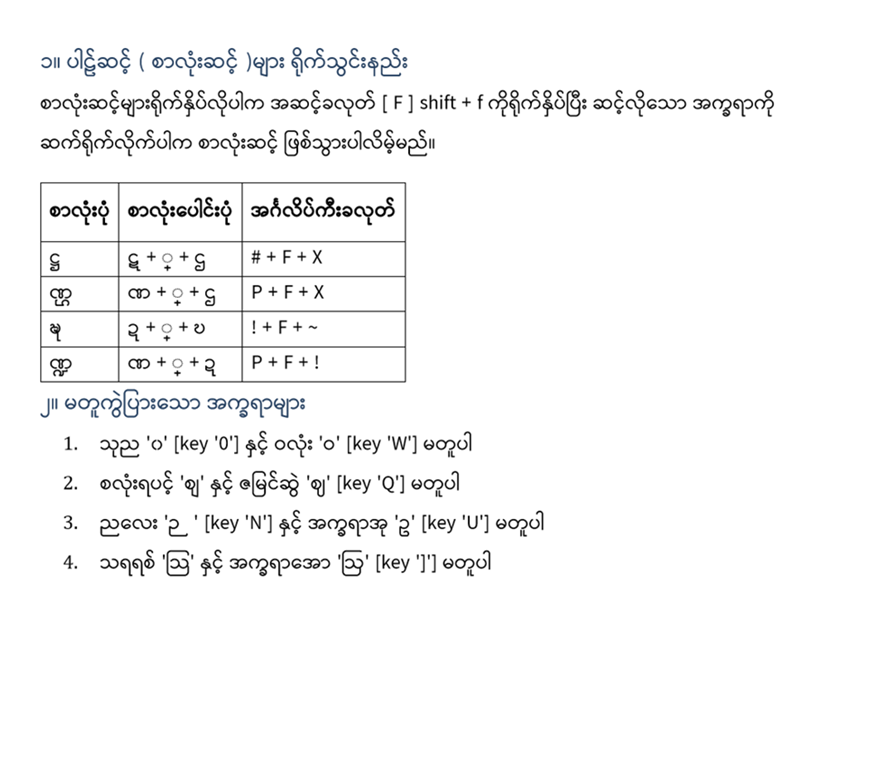 ၁။ ပါဠ်ဆင့် ( စာလုံးဆင့် )များ ရိုက်သွင်းနည်း
စာလုံးဆင့်များရိုက်နှိပ်လိုပါက အဆင့်ခလုတ် [ F ] shift + f ကိုရိုက်နှိပ်ပြီး ဆင့်လိုသော အက္ခရာကို
ဆက်ရိုက်လိုက်ပါက စာလုံးဆင့် ဖြစ်သွားပါလိမ့်မည်။
စာလုံးပုံ စာလုံးပေါင်းပုံ အင်္ဂလိပ်ကီးခလုတ်
ဋ္ဌ ဋ + ္ + ဌ # + F + X
ဏ္ဌ ဏ + ္ + ဌ P + F + X
ဍ္ဎ ဍ + ္ + ဎ ! + F + ~
ဏ္ဍ ဏ + ္ + ဍ P + F + !
၂။ မတူကွဲပြားသော အက္ခရာများ
1. သုည '၀' [key '0'] နှင့် ဝလုံး 'ဝ' [key 'W'] မတူပါ
2. စလုံးရပင့် 'စျ' နှင့် ဇမြင်ဆွဲ 'ဈ' [key 'Q'] မတူပါ
3. ညလေး 'ဉ ' [key 'N'] နှင့် အက္ခရာအု 'ဥ' [key 'U'] မတူပါ
4. သရရစ် 'သြ' နှင့် အက္ခရာအော 'ဩ' [key ']'] မတူပါ